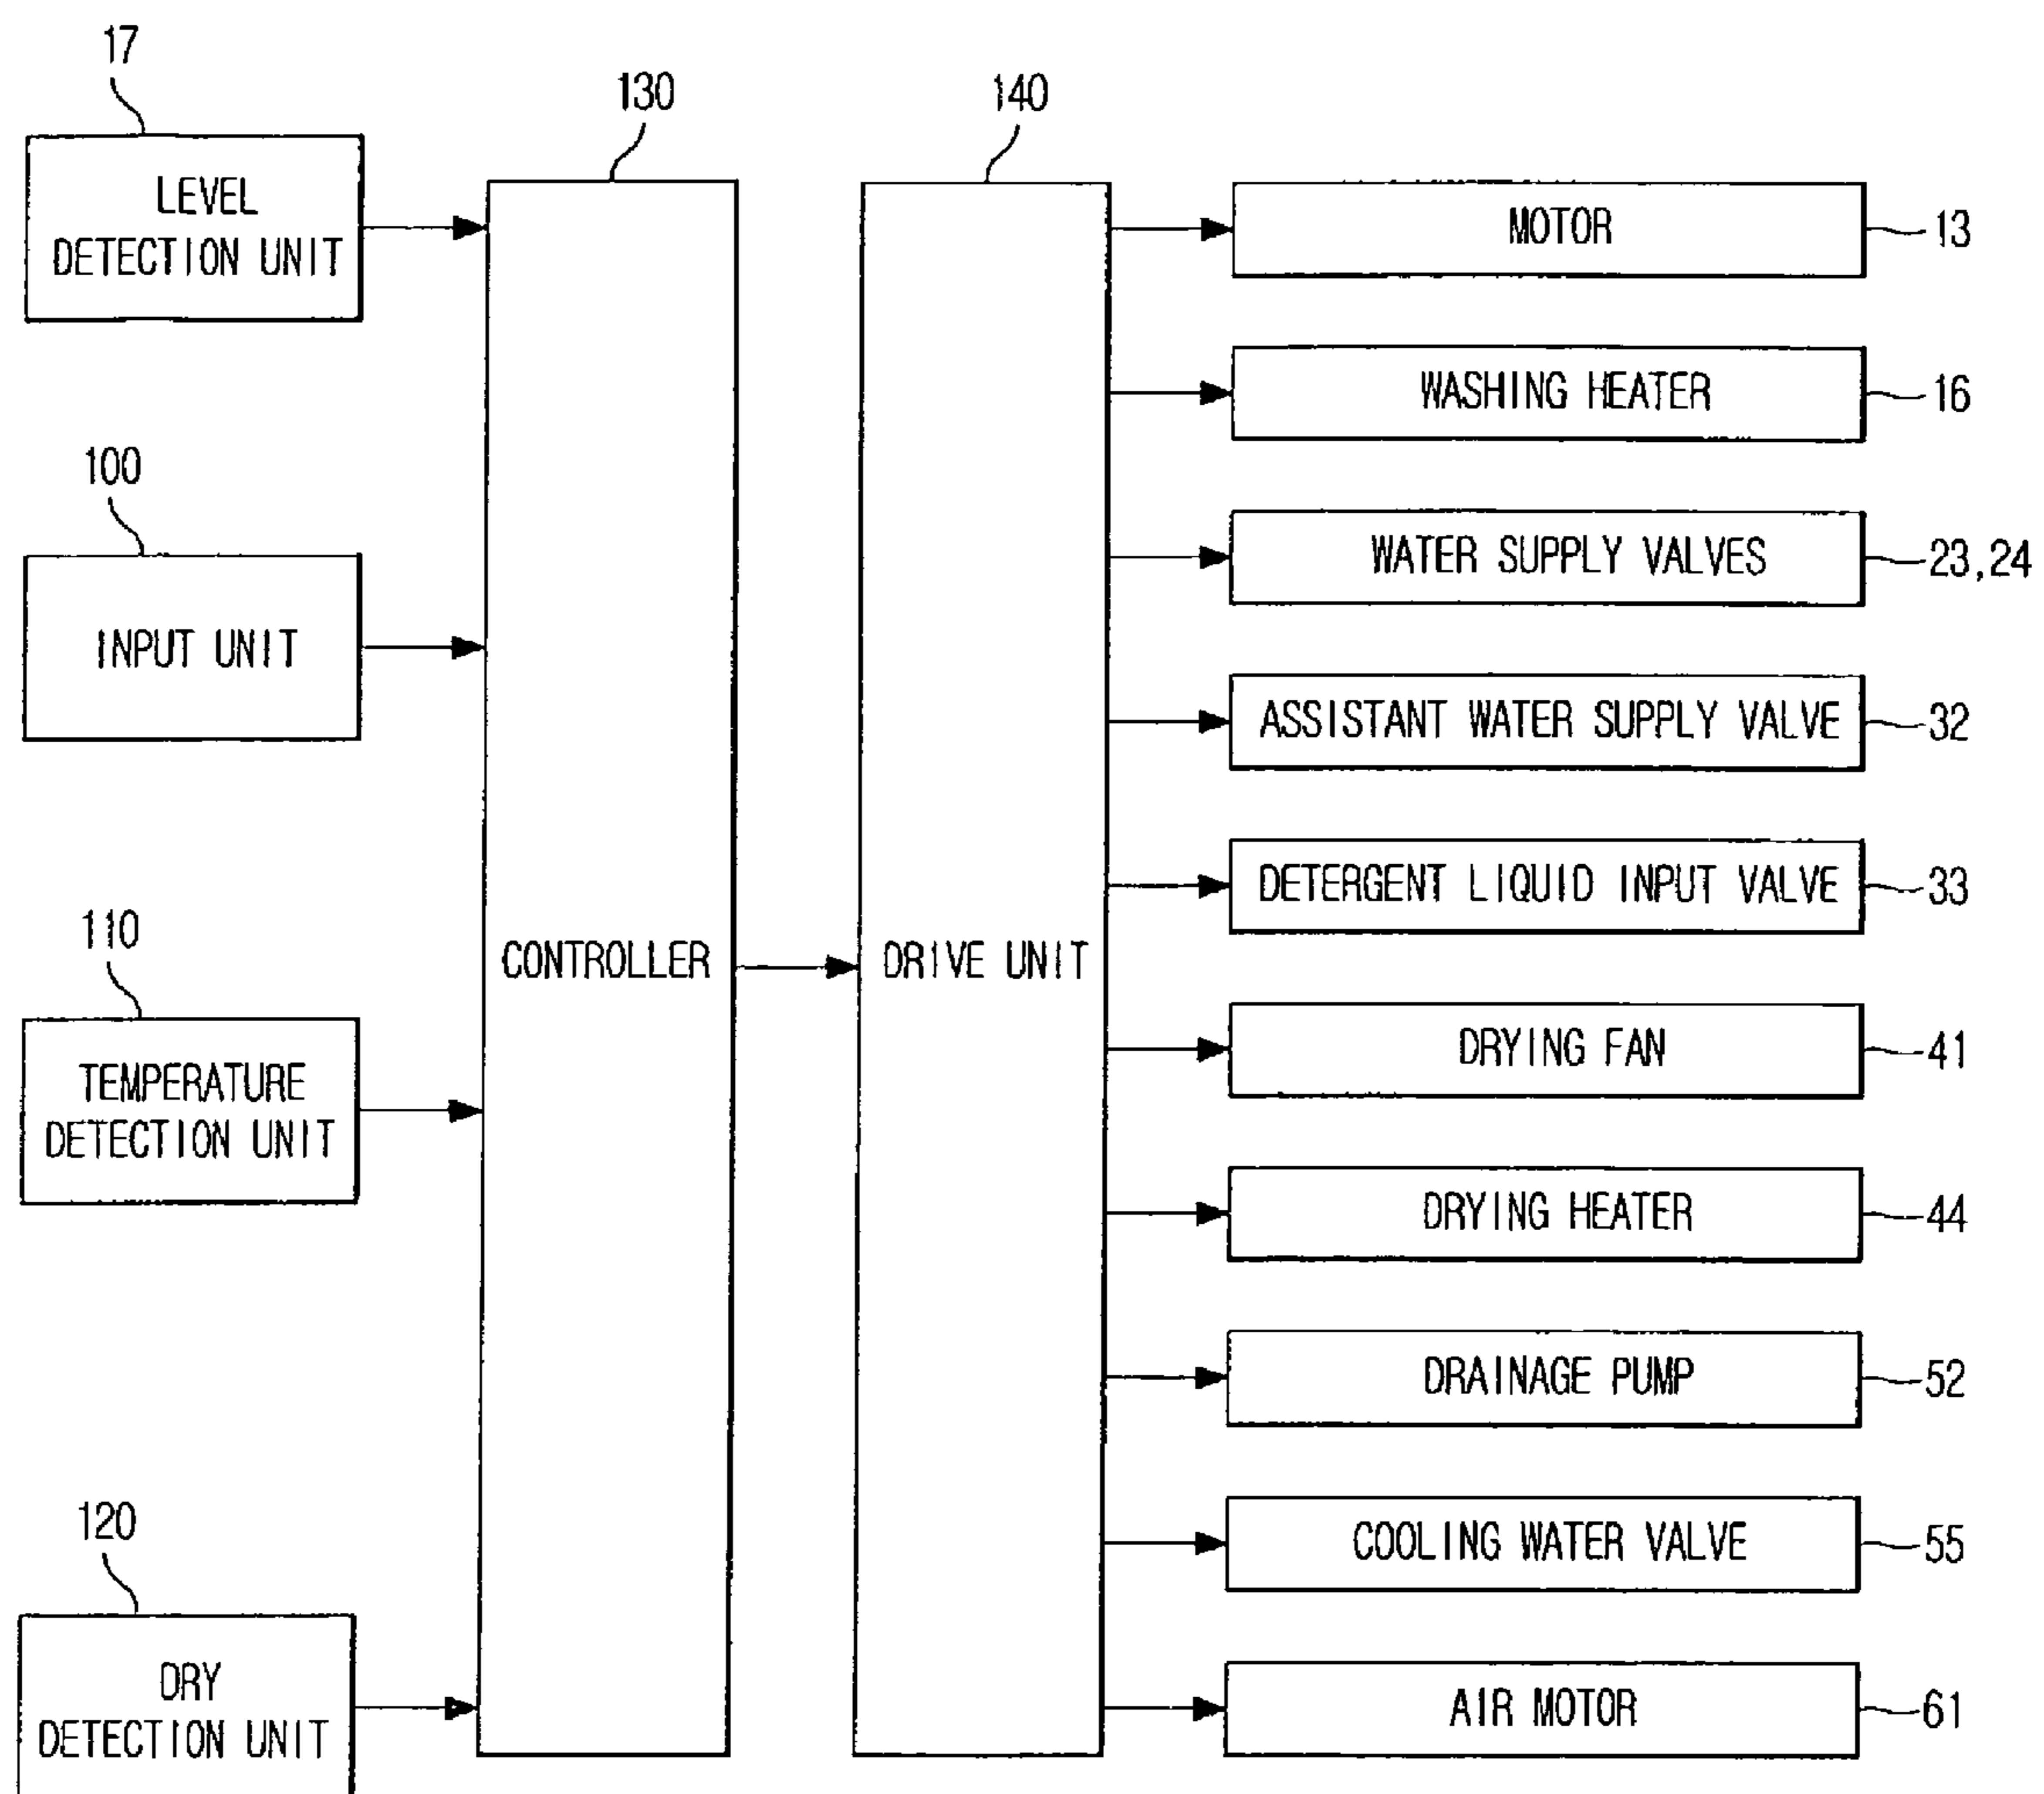 17
LEVEL
DETECTION UNIT
100
INPUT UNIT
110
TEMPERATURE
DETECTION UNIT
120
DRY
DETECTION UNIT
130
CONTROLLER
140
DRIVE UNIT
MOTOR
13
WASHING HEATER
16
WATER SUPPLY VALVES
23,24
ASSISTANT WATER SUPPLY VALVE
32
DETERGENT LIQUID INPUT VALVE
33
DRYING FAN
41
DRYING HEATER
44
DRAINAGE PUMP
52
COOLING WATER VALVE
55
AIR MOTOR
61